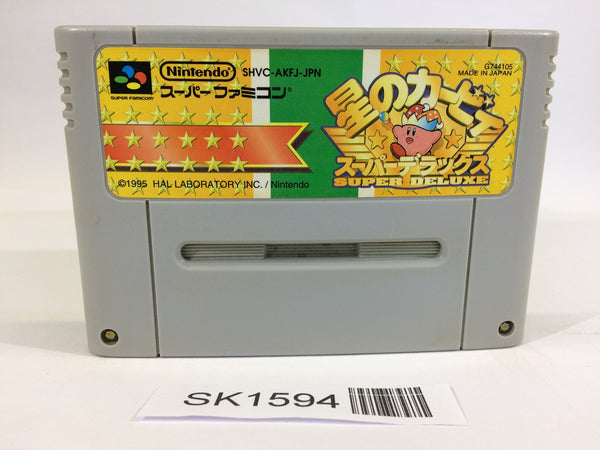 SUPER FAMICOM
Nintendo
SHVC-AKFJ-JPN
スーパーファミコン
©1995 HAL LABORATORY INC. / Nintendo
G744105
MADE IN JAPAN
星のカービィ
スーパーデラックス
SUPER DELUXE
SK1594